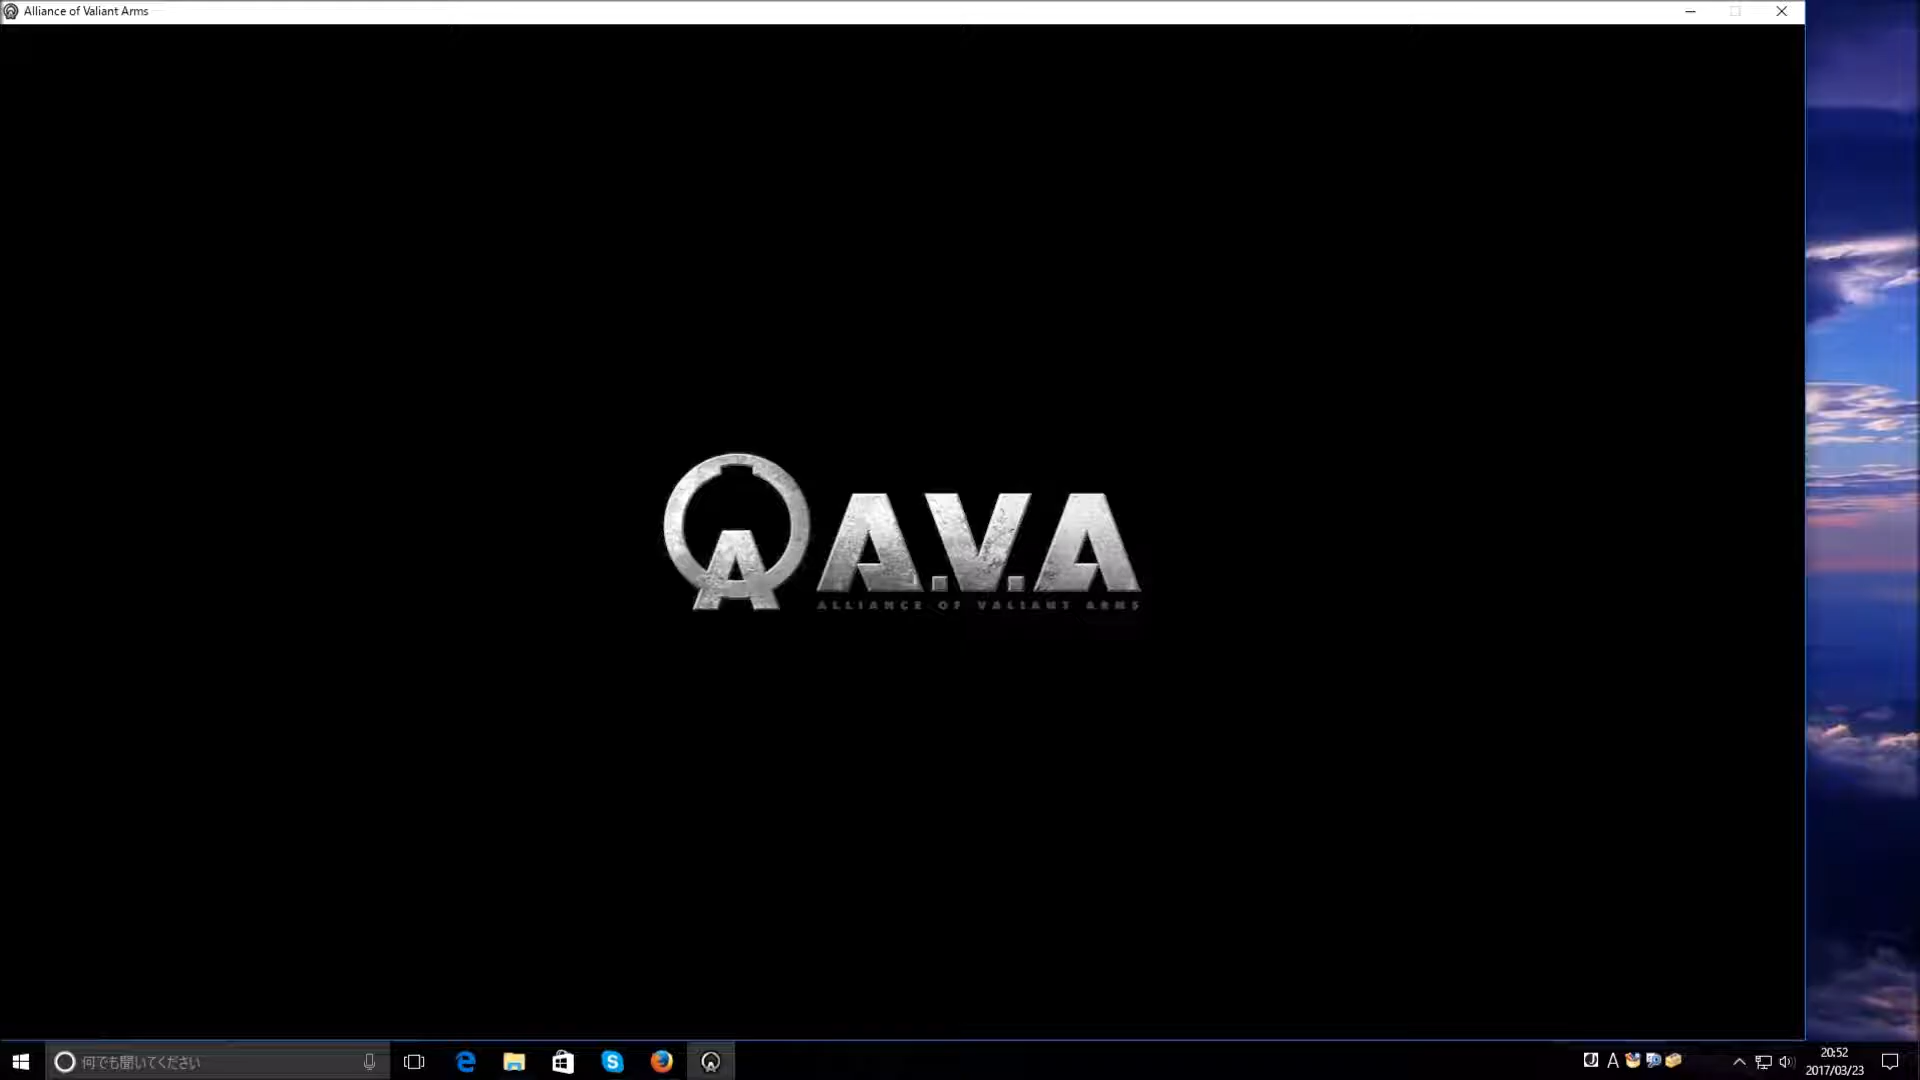 Alliance of Valiant Arms
A.V.A
ALLIANCE OF VALIANT ARMS
何でも聞いてください
A
20:52
2017/03/23